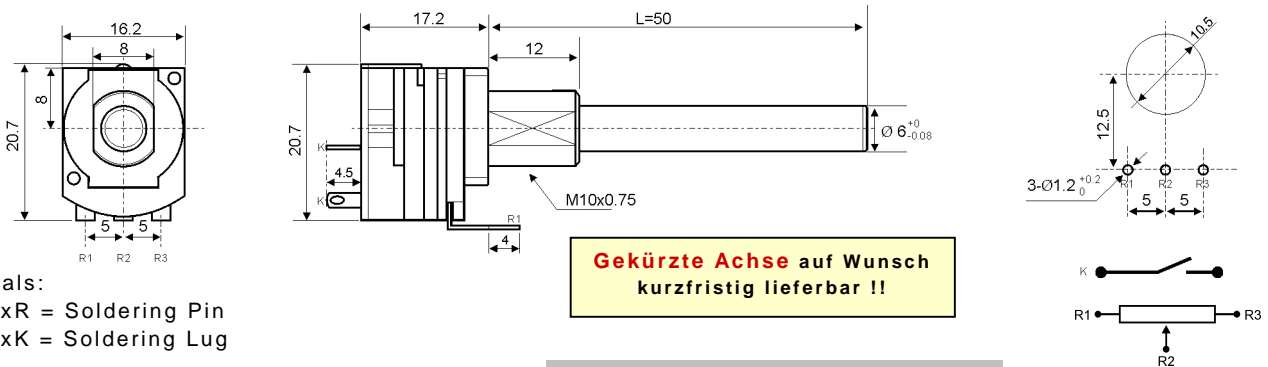 16.2
8
8
20.7
5 5
R1 R2 R3
als:
xR = Soldering Pin
xK = Soldering Lug
17.2
L=50
12
20.7
K
4.5
K
Ø 6 +0 -0.08
M10x0.75
R1
4
Gekürzte Achse auf Wunsch
kurzfristig lieferbar !!
10.5
12.5
3-Ø1.2 +0.2 0
R1 R2 R3
5 5
K
R1 R3
R2